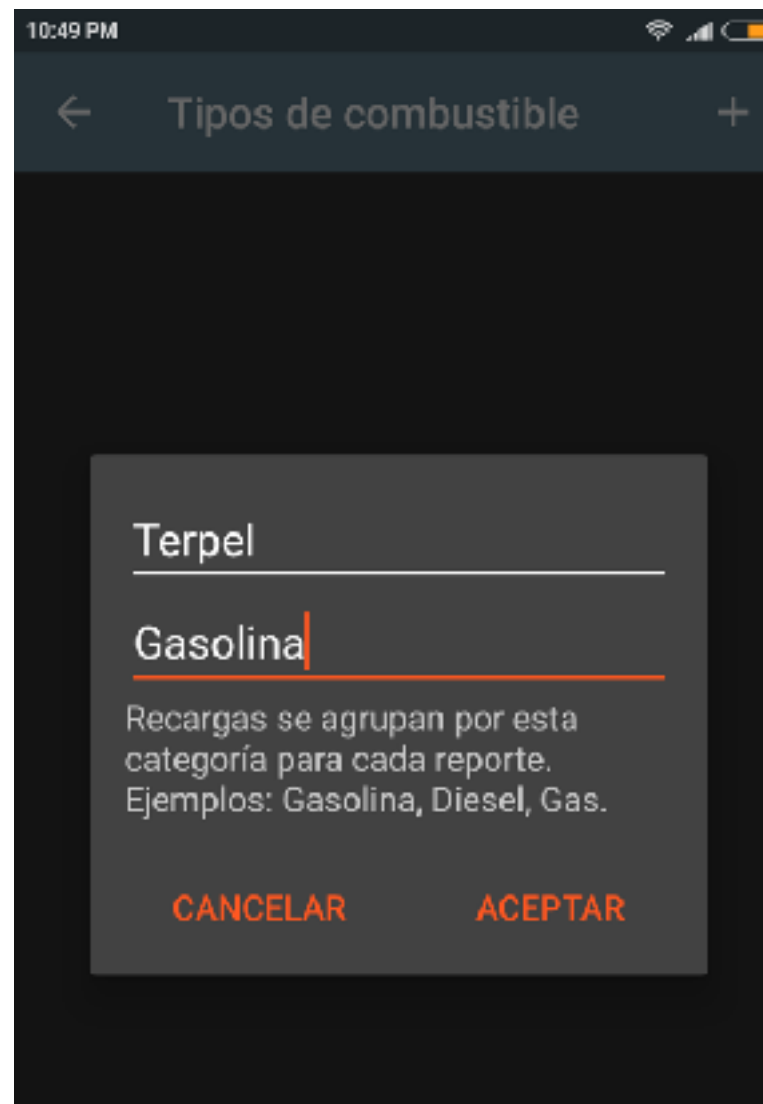 10:49 PM
Tipos de combustible
Terpel
Gasolina
Recargas se agrupan por esta
categoría para cada reporte.
Ejemplos: Gasolina, Diesel, Gas.
CANCELAR ACEPTAR